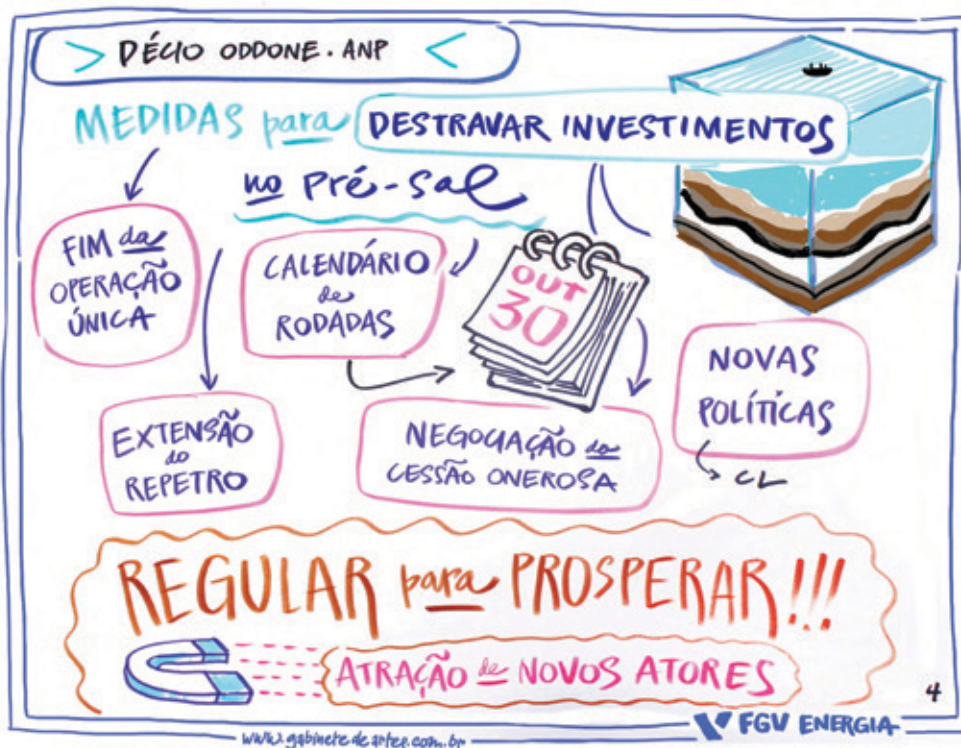 > DÉCIO ODDONE. ANP <
MEDIDAS para DESTRAVAR INVESTIMENTOS
no Pré-sal
FIM da
OPERAÇÃO
ÚNICA
CALENDÁRIO
de
RODADAS
OUT
30
EXTENSÃO
do
REPETRO
NEGOCIAÇÃO da
CESSÃO ONEROSA
NOVAS
POLÍTICAS
CL
REGULAR para PROSPERAR!!!
ATRAÇÃO de NOVOS ATORES
4
FGV ENERGIA
www.gabinetedeartes.com.br